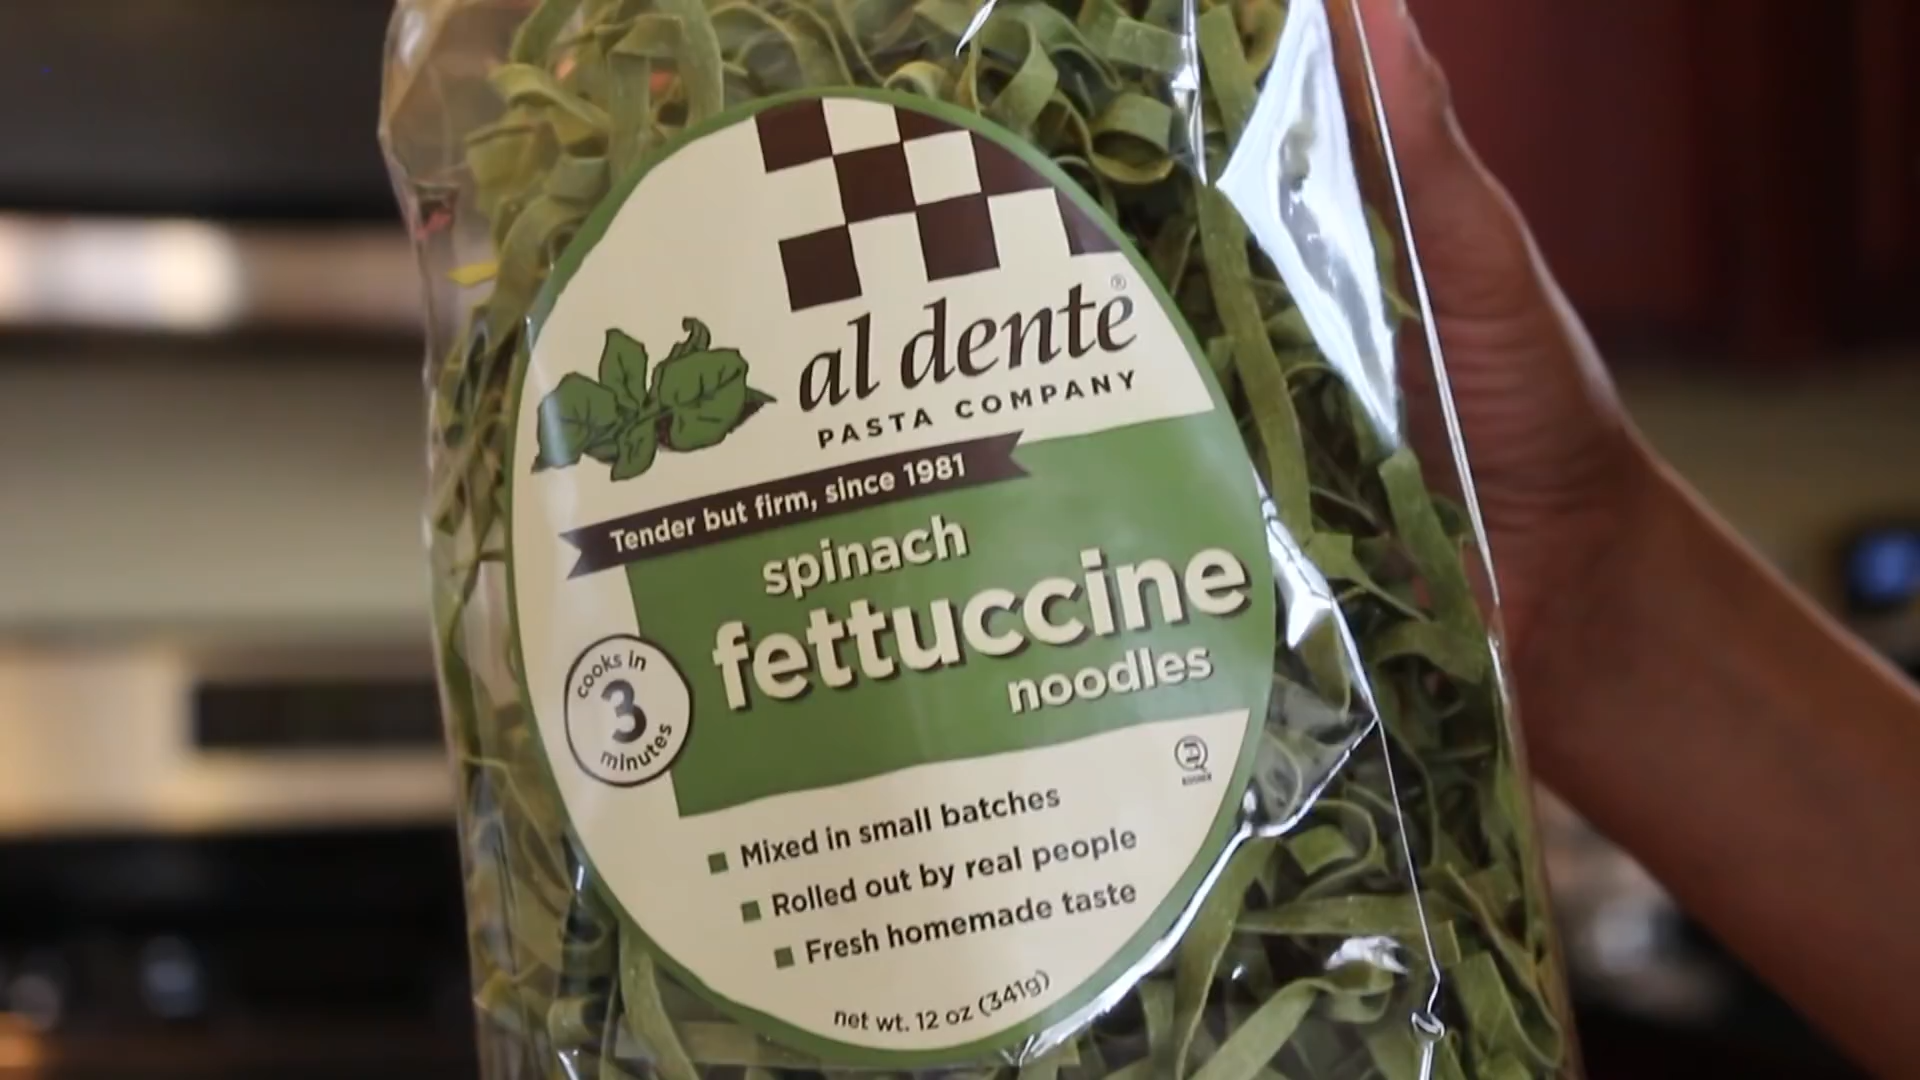 al dente®
PASTA COMPANY
Tender but firm, since 1981
spinach
fettuccine
noodles
cooks in
3
minutes
KOSHER
Mixed in small batches
Rolled out by real people
Fresh homemade taste
net wt. 12 oz (341g)